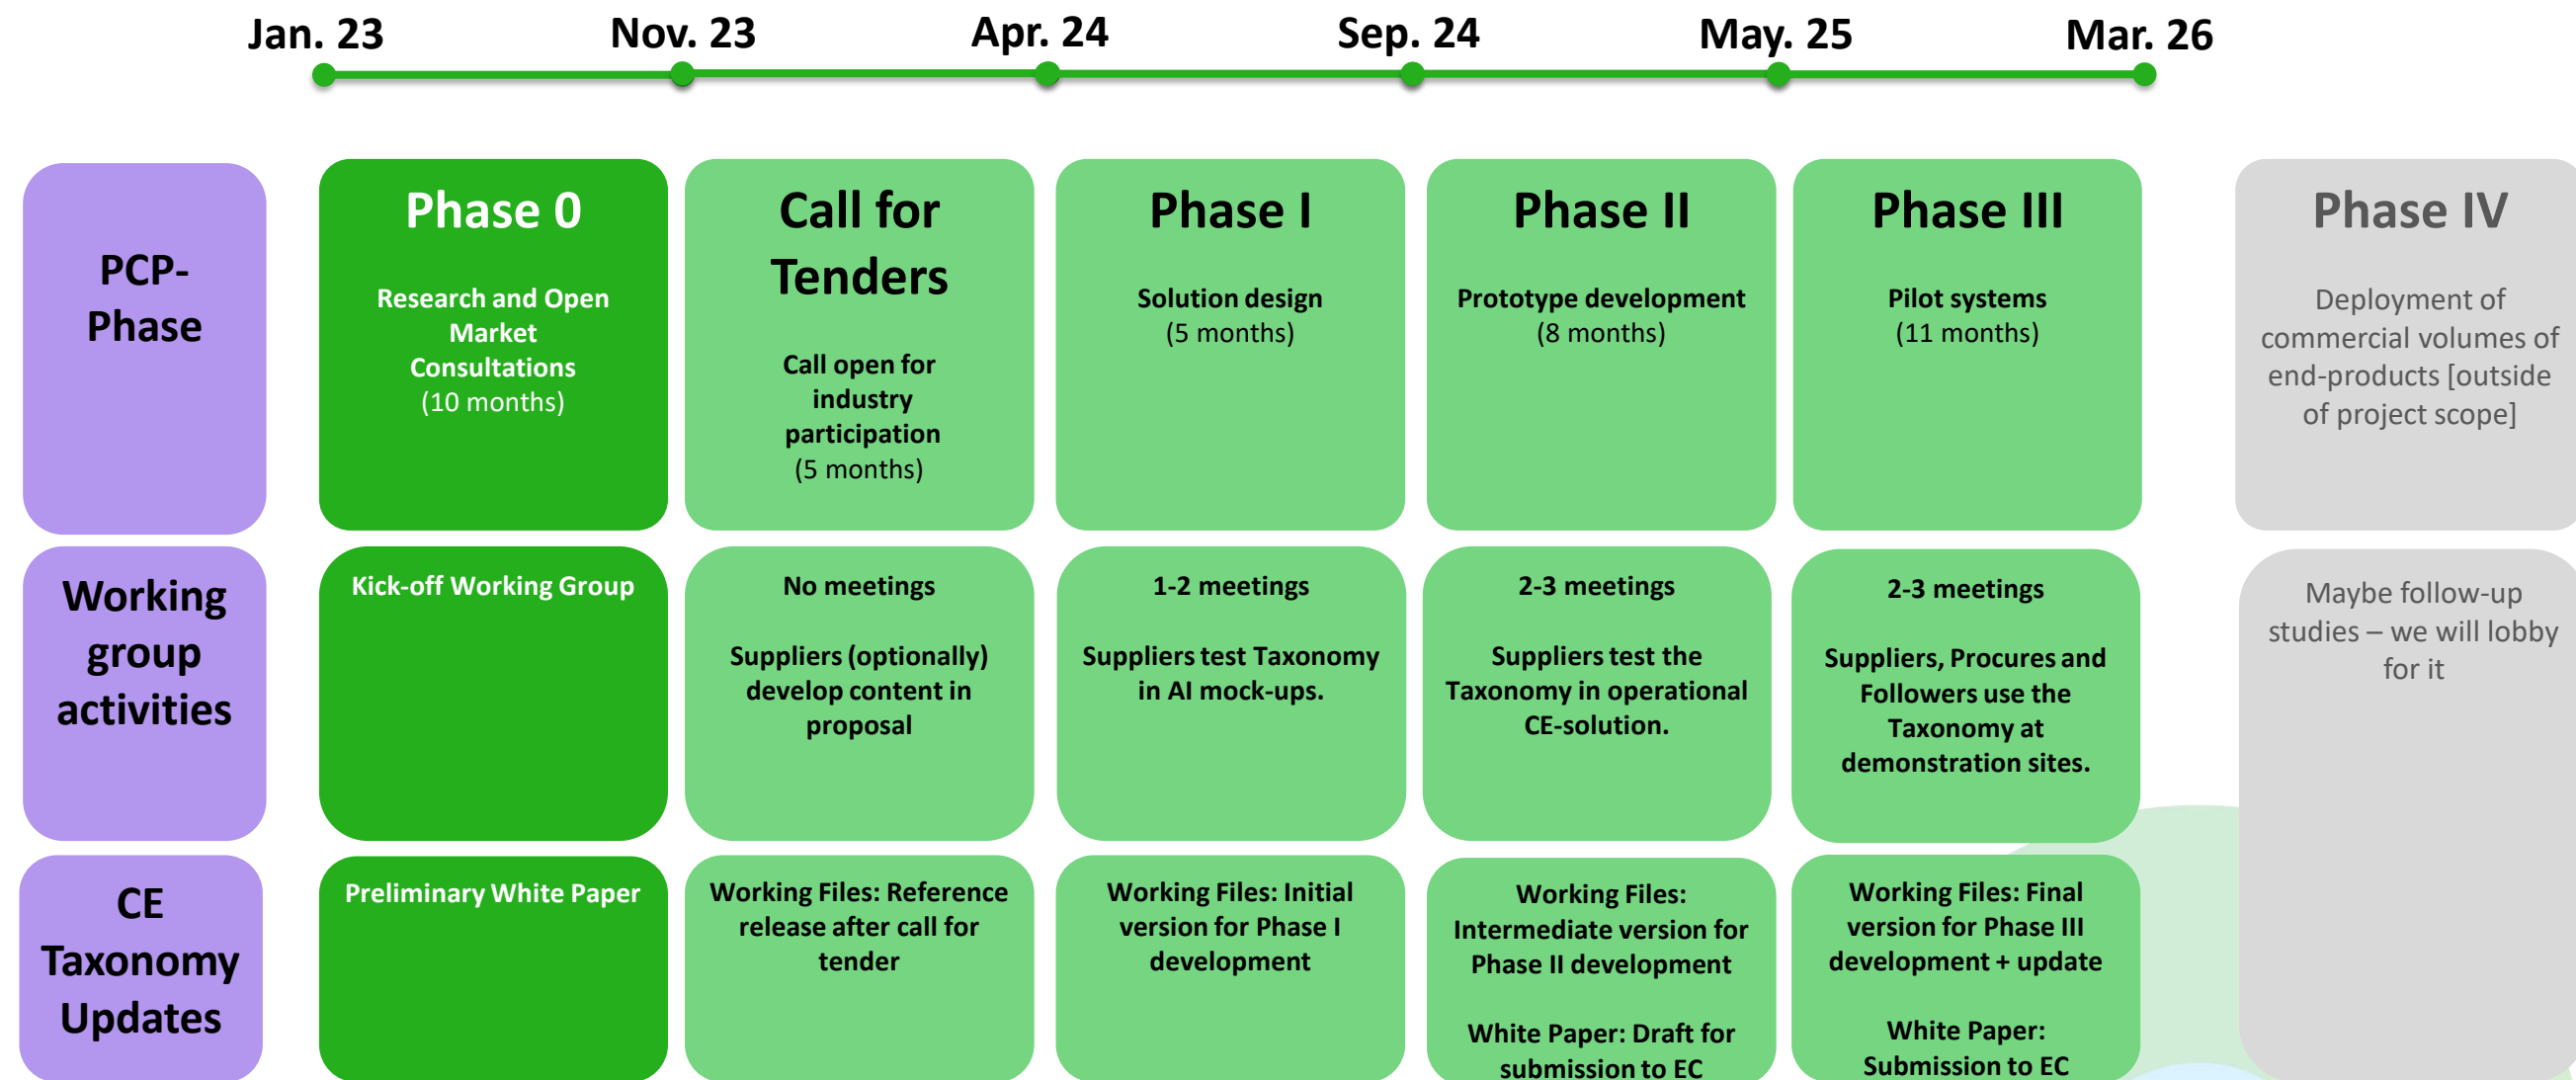 Jan. 23
Nov. 23
Apr. 24
Sep. 24
May. 25
Mar. 26
PCP-
Phase
Phase 0
Research and Open
Market
Consultations
(10 months)
Call for
Tenders
Call open for
industry
participation
(5 months)
Phase I
Solution design
(5 months)
Phase II
Prototype development
(8 months)
Phase III
Pilot systems
(11 months)
Phase IV
Deployment of
commercial volumes of
end-products [outside
of project scope]
Working
group
activities
Kick-off Working Group
No meetings
Suppliers (optionally)
develop content in
proposal
1-2 meetings
Suppliers test Taxonomy
in AI mock-ups.
2-3 meetings
Suppliers test the
Taxonomy in operational
CE-solution.
2-3 meetings
Suppliers, Procures and
Followers use the
Taxonomy at
demonstration sites.
Maybe follow-up
studies – we will lobby
for it
CE
Taxonomy
Updates
Preliminary White Paper
Working Files: Reference
release after call for
tender
Working Files: Initial
version for Phase I
development
Working Files:
Intermediate version for
Phase II development
White Paper: Draft for
submission to EC
Working Files: Final
version for Phase III
development + update
White Paper:
Submission to EC